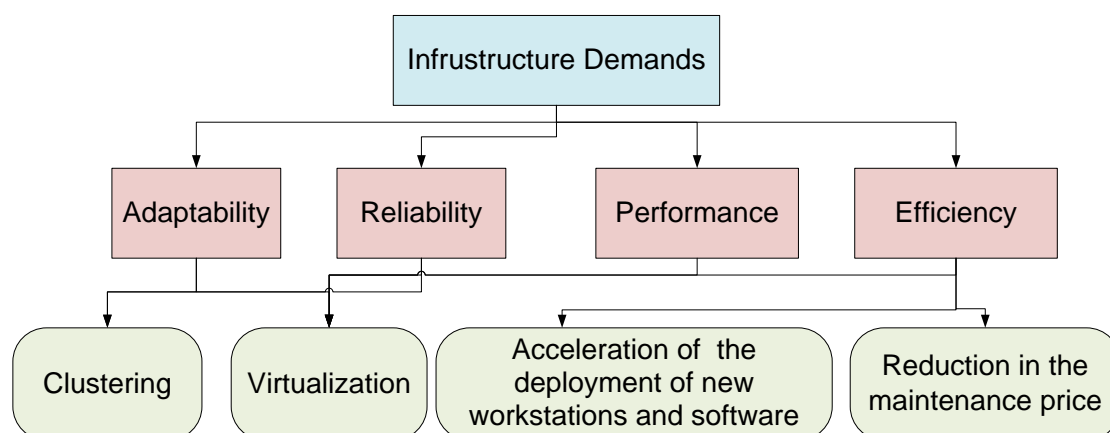 Infrustructure Demands
Adaptability
Reliability
Performance
Efficiency
Clustering
Virtualization
Acceleration of the
deployment of new
workstations and software
Reduction in the
maintenance price